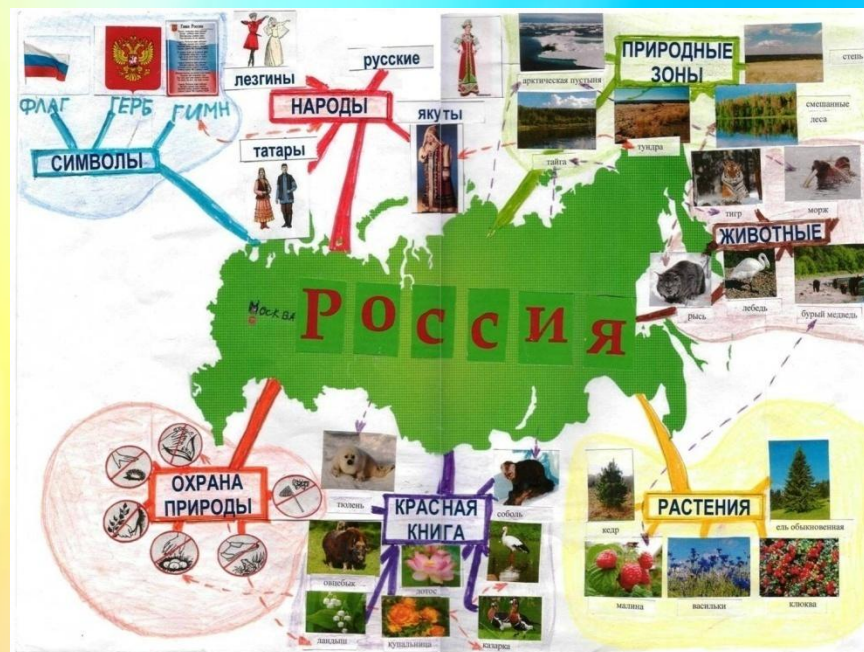 Гимн России
ФЛАГ
ГЕРБ
ГИМН
СИМВОЛЫ
лезгины
русские
НАРОДЫ
якуты
татары
ПРИРОДНЫЕ
ЗОНЫ
арктическая пустыня
степь
тайга
тундра
смешанные
леса
тигр
морж
ЖИВОТНЫЕ
рысь
лебедь
бурый медведь
МОСКВА
Россия
ОХРАНА
ПРИРОДЫ
тюлень
соболь
КРАСНАЯ
КНИГА
овцебык
лотос
ландыш
купальница
казарка
РАСТЕНИЯ
кедр
ель обыкновенная
малина
васильки
клюква